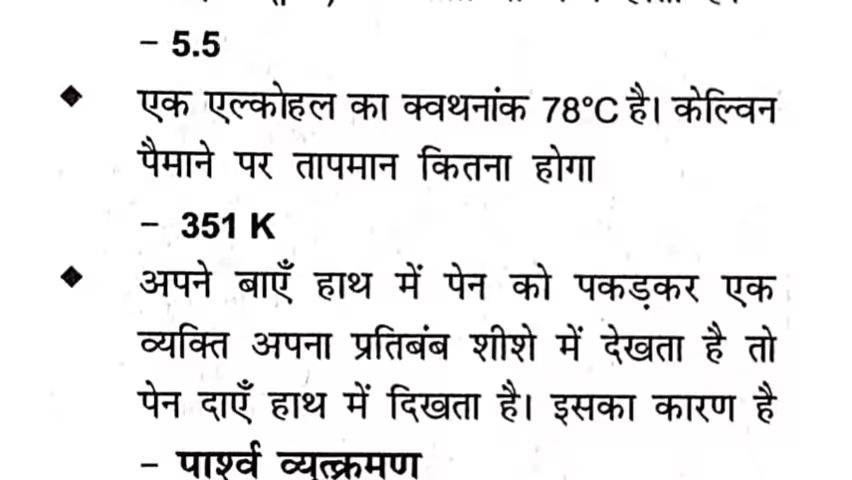 – 5.5
◆ एक एल्कोहल का क्वथनांक 78°C है। केल्विन
पैमाने पर तापमान कितना होगा
– 351 K
◆ अपने बाएँ हाथ में पेन को पकड़कर एक
व्यक्ति अपना प्रतिबंब शीशे में देखता है तो
पेन दाएँ हाथ में दिखता है। इसका कारण है
– पार्श्व व्युत्क्रमण